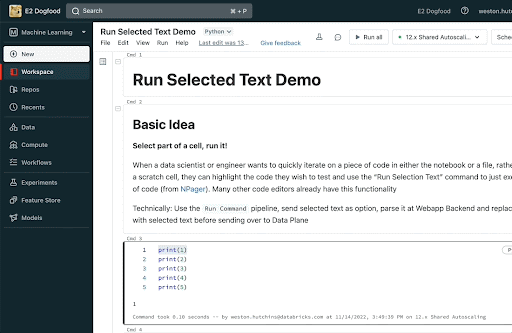 E2 Dogfood
Search
⌘ + P
E2 Dogfood
weston.hutc
Machine Learning
New
Workspace
Repos
Recents
Data
Compute
Workflows
Experiments
Feature Store
Models
Run Selected Text Demo Python
File Edit View Run Help Last edit was 13... Give feedback
Run all
12.x Shared Autoscaling...
Sche
Cmd 1
Run Selected Text Demo
Cmd 2
Basic Idea
Select part of a cell, run it!
When a data scientist or engineer wants to quickly iterate on a piece of code in either the notebook or a file, rathe
a scratch cell, they can highlight the code they wish to test and use the “Run Selection Text” command to just exe
of code (from NPager). Many other code editors already have this functionality
Technically: Use the Run Command pipeline, send selected text as option, parse it at Webapp Backend and replac
with selected text before sending over to Data Plane
Cmd 3
1 print(1)
2 print(2)
3 print(3)
4 print(4)
5 print(5)
1
Command took 0.10 seconds -- by weston.hutchins@databricks.com at 11/14/2022, 3:49:39 PM on 12.x Shared Autoscaling
Cmd 4